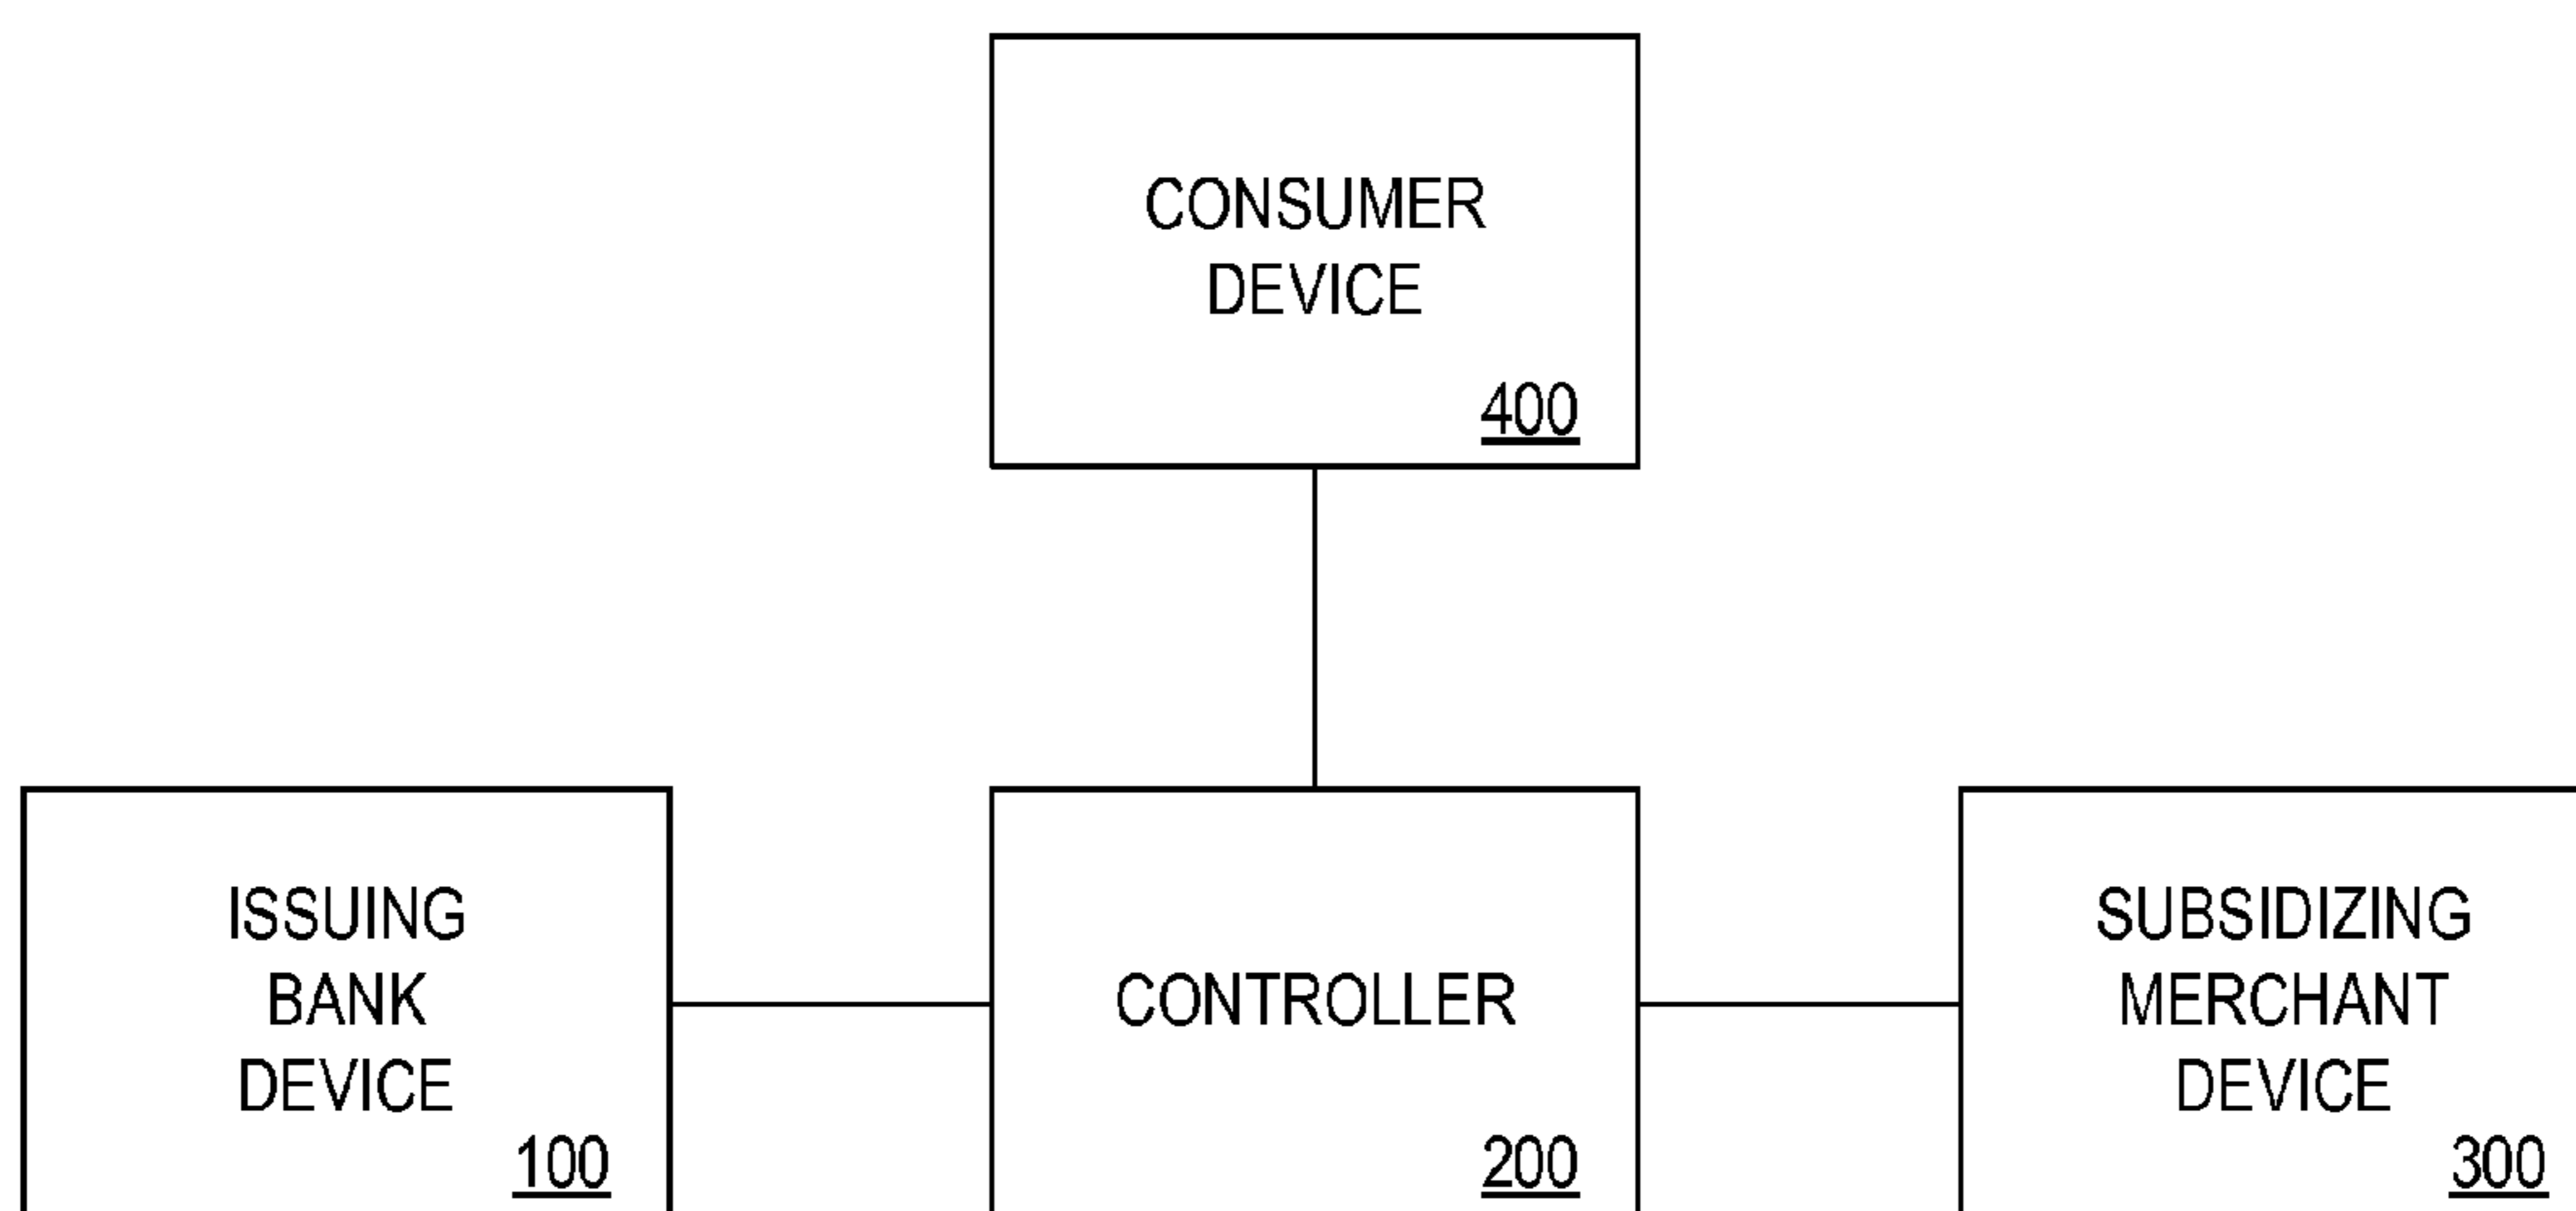 CONSUMER
DEVICE
400
ISSUING
BANK
DEVICE
100
CONTROLLER
200
SUBSIDIZING
MERCHANT
DEVICE
300